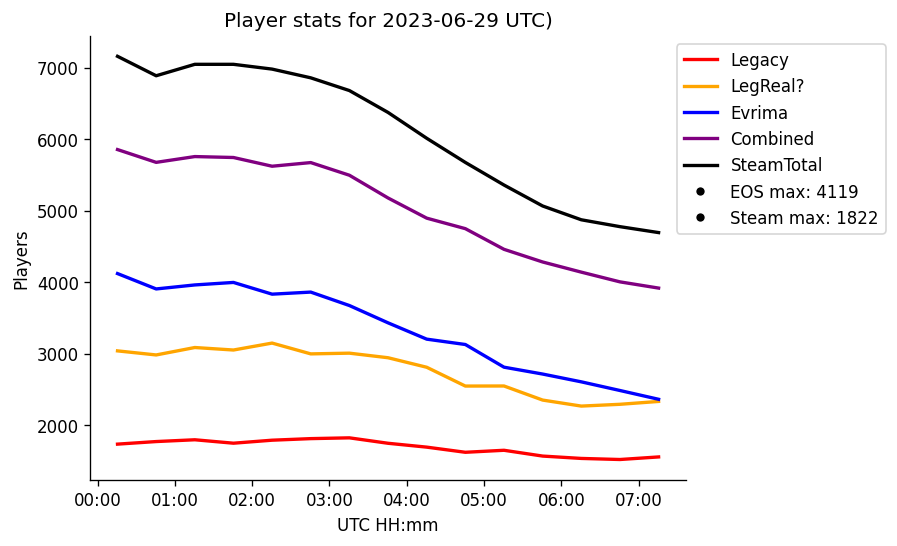 Player stats for 2023-06-29 UTC)
7000
6000
5000
4000
3000
2000
Players
00:00 01:00 02:00 03:00 04:00 05:00 06:00 07:00
UTC HH:mm
Legacy
LegReal?
Evrima
Combined
SteamTotal
EOS max: 4119
Steam max: 1822